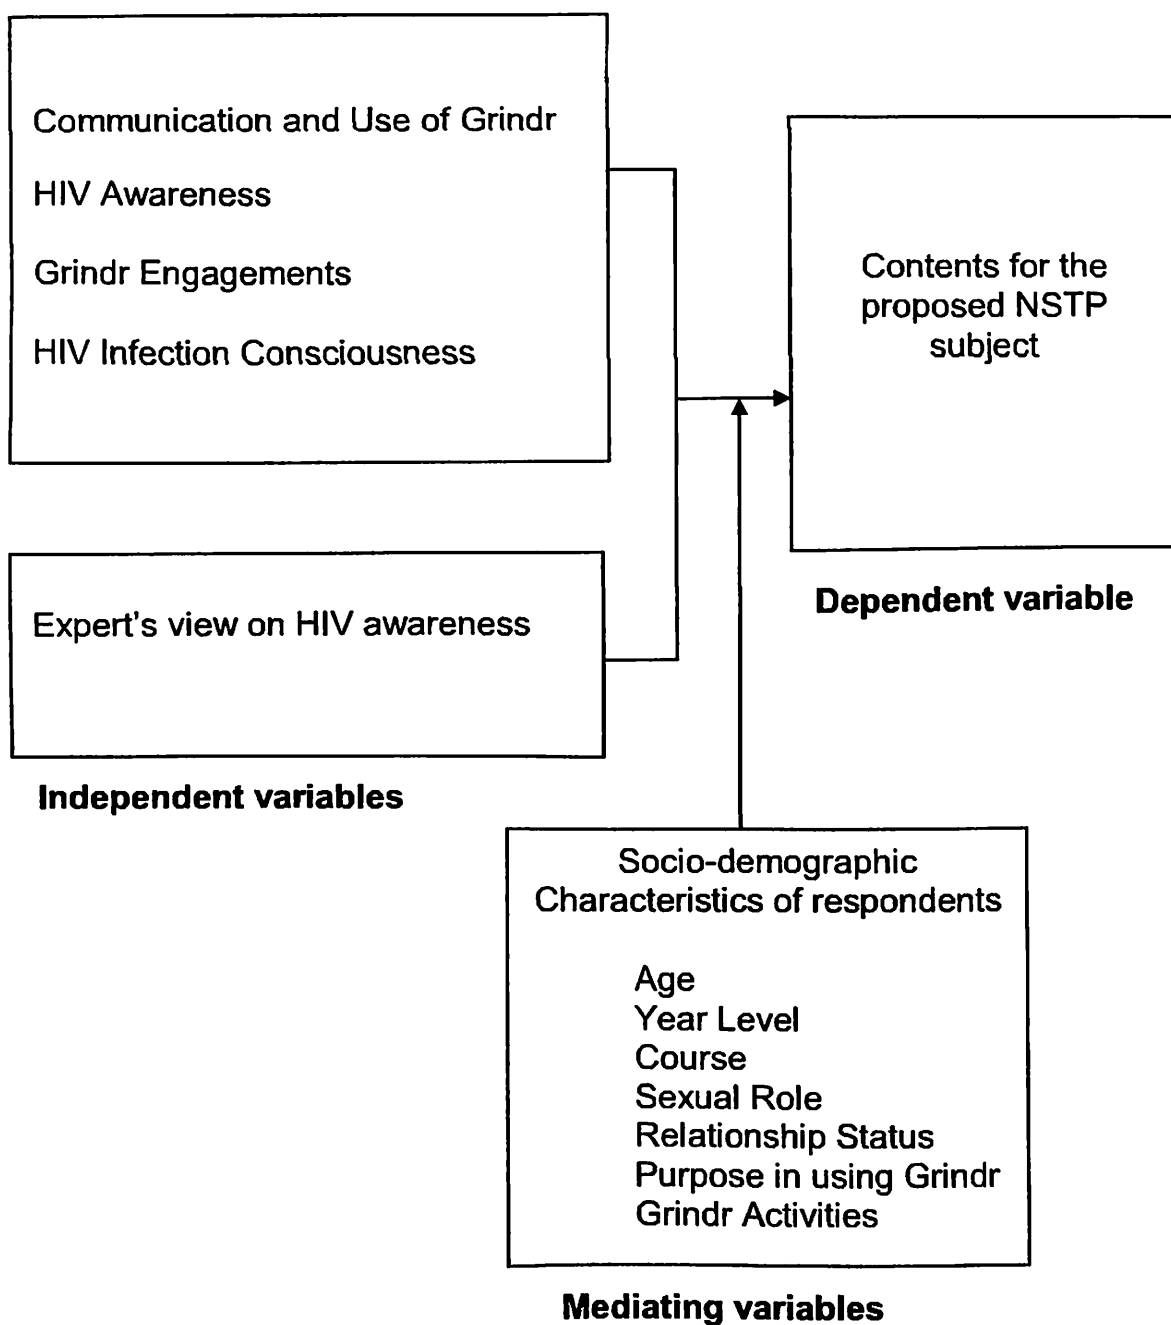 Communication and Use of Grindr
HIV Awareness
Grindr Engagements
HIV Infection Consciousness
Expert's view on HIV awareness
Independent variables
Contents for the
proposed NSTP
subject
Dependent variable
Socio-demographic
Characteristics of respondents
Age
Year Level
Course
Sexual Role
Relationship Status
Purpose in using Grindr
Grindr Activities
Mediating variables